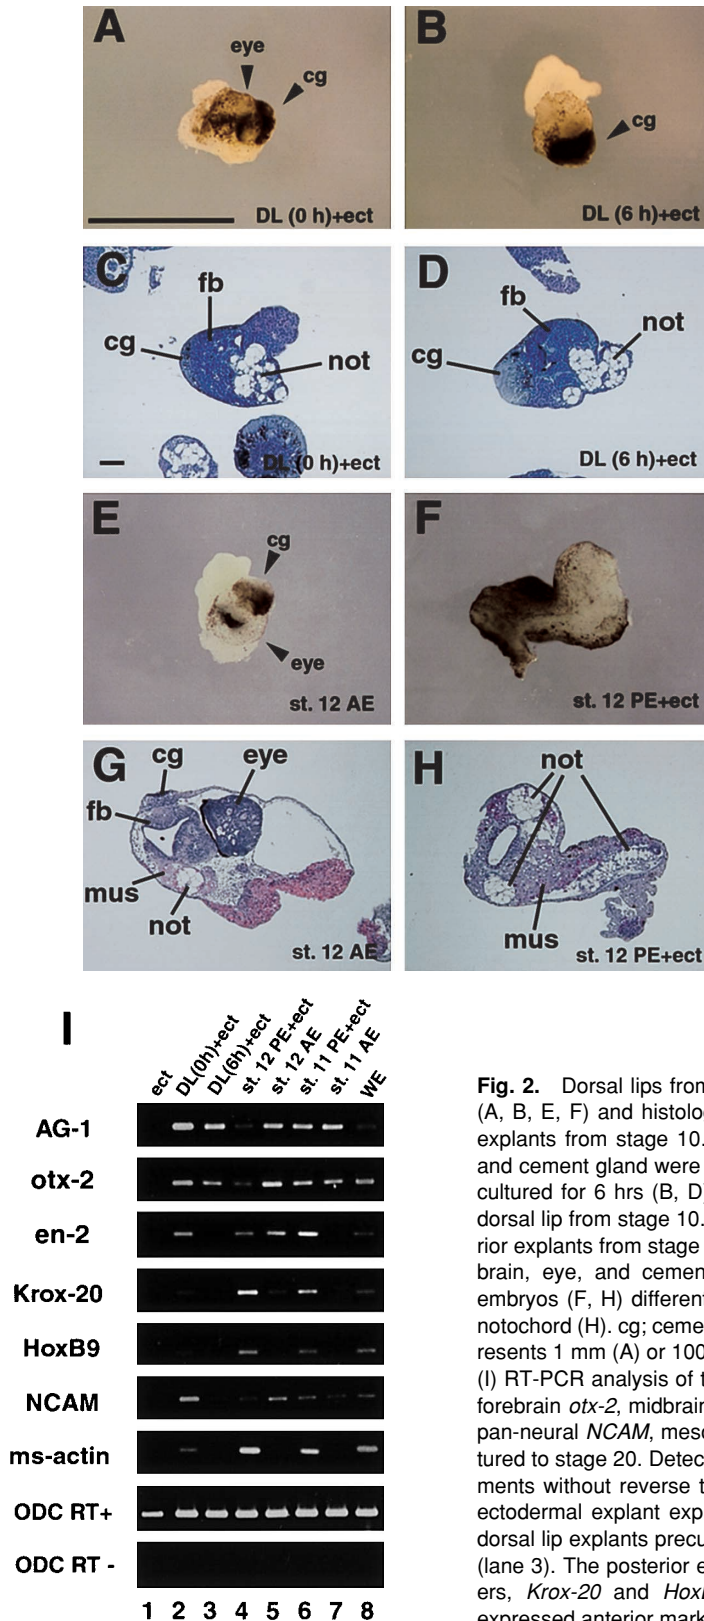 A
eye
cg
DL (0 h)+ect
B
cg
DL (6 h)+ect
C
fb
cg
not
DL (0 h)+ect
D
fb
not
cg
DL (6 h)+ect
E
cg
eye
st. 12 AE
F
st. 12 PE+ect
G
cg
eye
fb
mus
not
st. 12 AE
H
not
mus
st. 12 PE+ect
I
ect
DL(0h)+ect
DL(6h)+ect
st. 12 PE+ect
st. 12 AE
st. 11 PE+ect
st. 11 AE
WE
AG-1
otx-2
en-2
Krox-20
HoxB9
NCAM
ms-actin
ODC RT+
ODC RT -
1 2 3 4 5 6 7 8
Fig. 2. Dorsal lips from
(A, B, E, F) and histolog
explants from stage 10.
and cement gland were
cultured for 6 hrs (B, D)
dorsal lip from stage 10.
rior explants from stage
brain, eye, and cemen
embryos (F, H) different
notochord (H). cg; ceme
resents 1 mm (A) or 100
(I) RT-PCR analysis of t
forebrain otx-2, midbrain
pan-neural NCAM, meso
tured to stage 20. Detec
ments without reverse t
ectodermal explant exp
dorsal lip explants precu
(lane 3). The posterior e
ers, Krox-20 and Hox